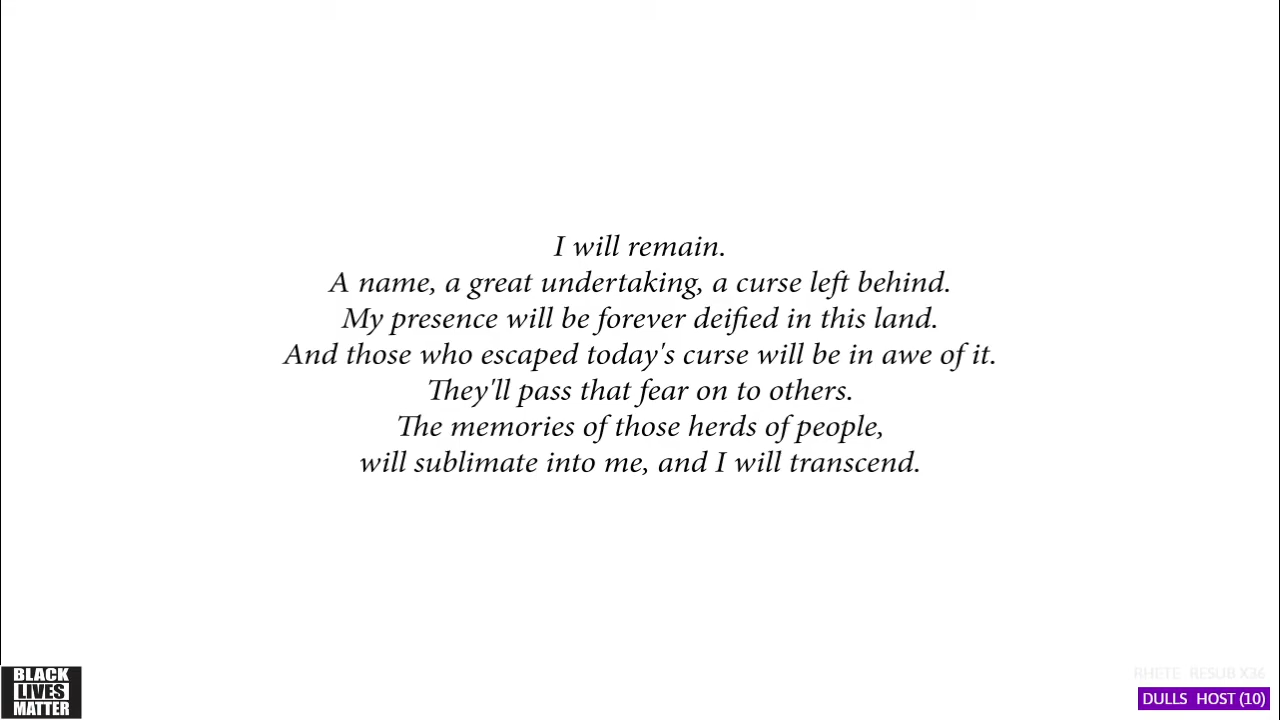 I will remain.
A name, a great undertaking, a curse left behind.
My presence will be forever deified in this land.
And those who escaped today's curse will be in awe of it.
They'll pass that fear on to others.
The memories of those herds of people,
will sublimate into me, and I will transcend.
BLACK
LIVES
MATTER
RHETE RESUB X36
DULLS HOST (10)